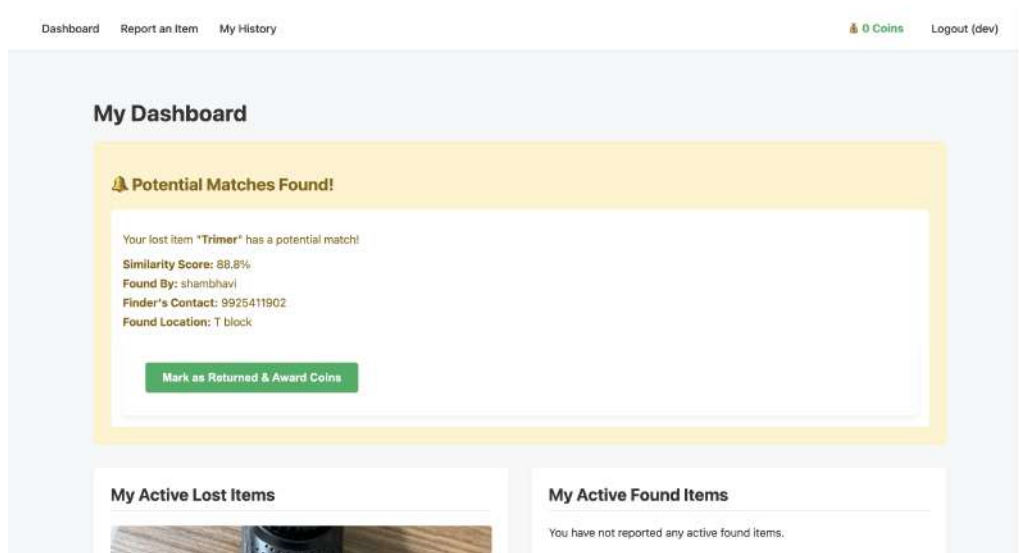 Dashboard Report an Item My History 0 Coins Logout (dev)
My Dashboard
Potential Matches Found!
Your lost item "Trimer" has a potential match!
Similarity Score: 88.8%
Found By: shambhavi
Finder's Contact: 9925411902
Found Location: T block
Mark as Returned & Award Coins
My Active Lost Items
My Active Found Items
You have not reported any active found items.